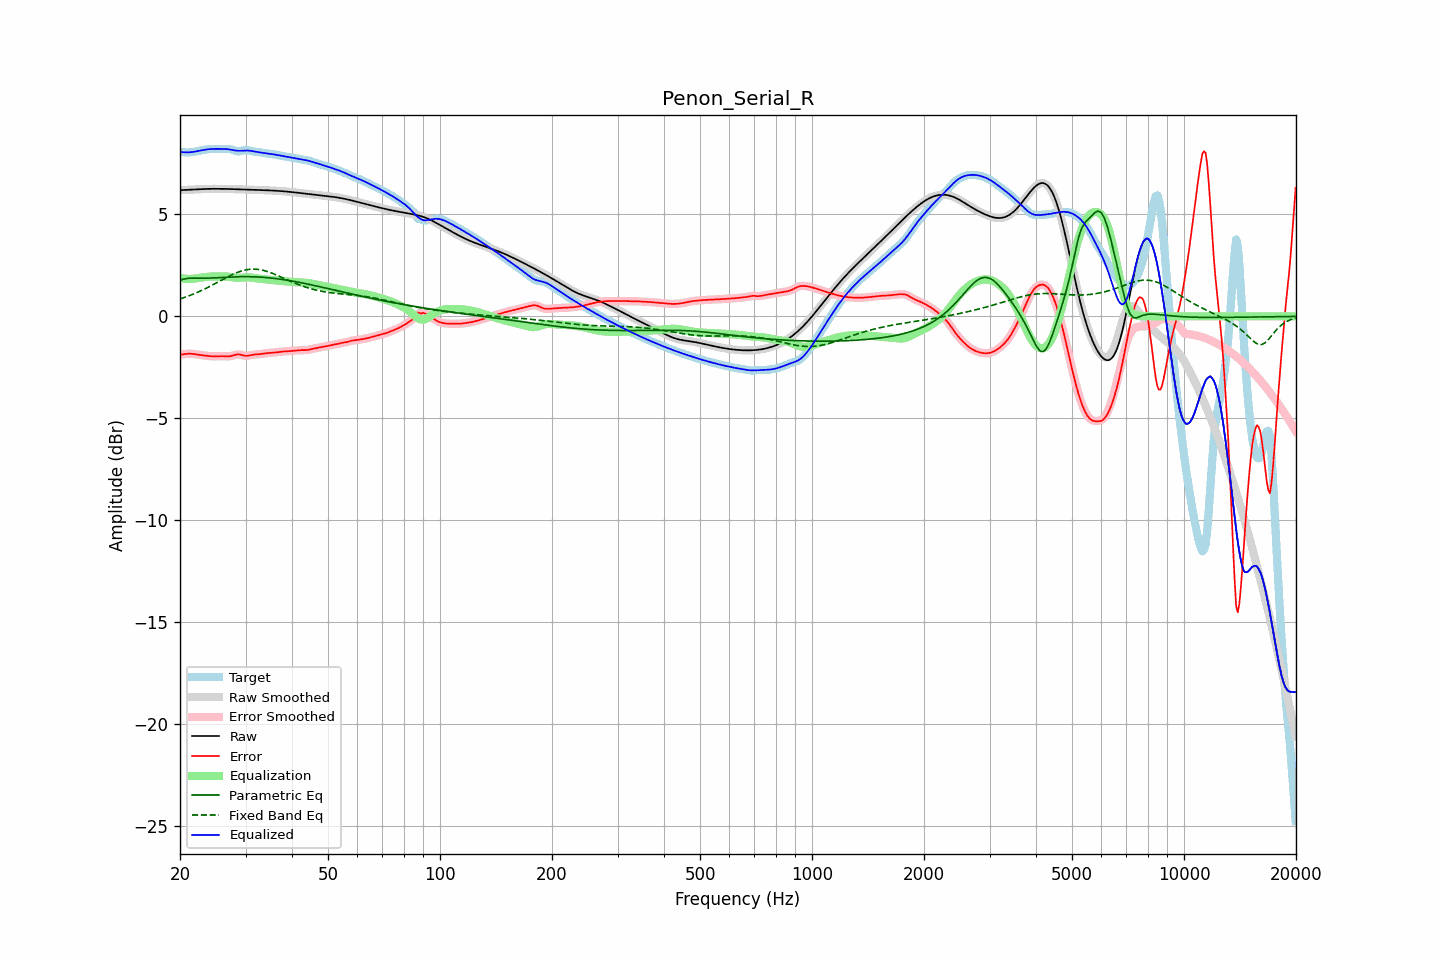 Penon_Serial_R
5
0
−5
−10
−15
−20
−25
Amplitude (dBr)
Target
Raw Smoothed
Error Smoothed
Raw
Error
Equalization
Parametric Eq
Fixed Band Eq
Equalized
20 50 100 200 500 1000 2000 5000 10000 20000
Frequency (Hz)